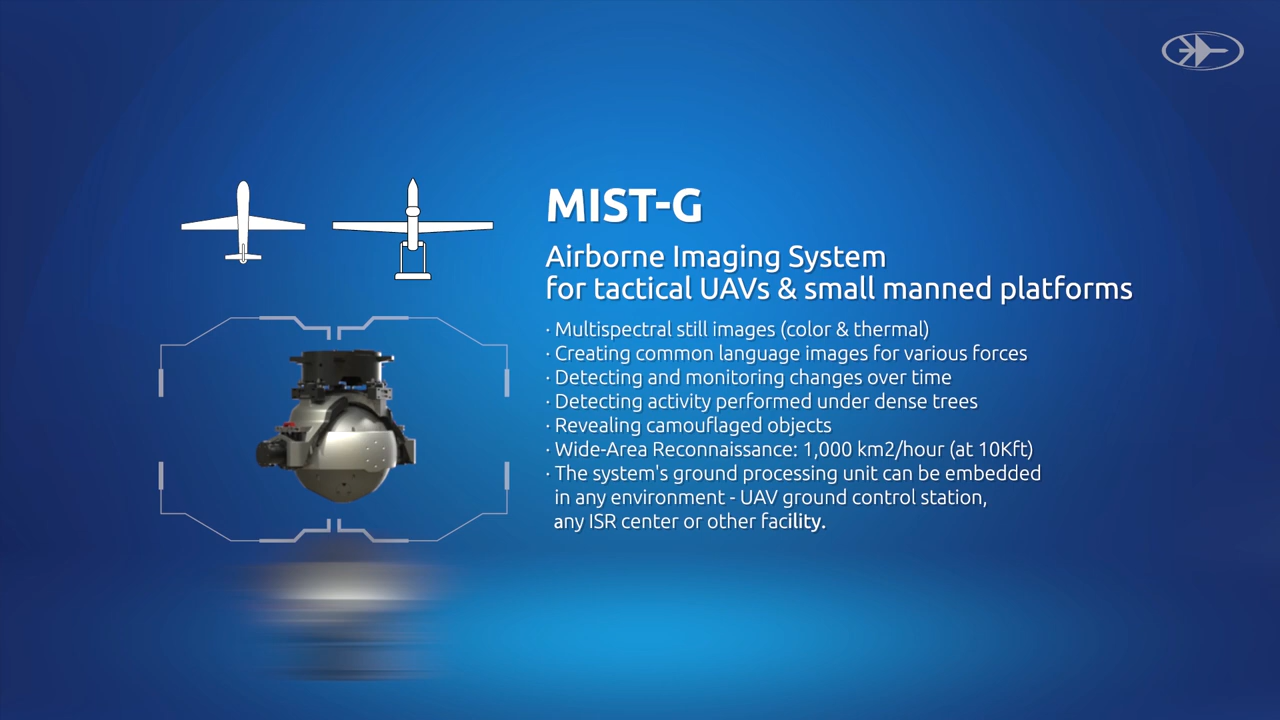 MIST-G
Airborne Imaging System
for tactical UAVs & small manned platforms
· Multispectral still images (color & thermal)
· Creating common language images for various forces
· Detecting and monitoring changes over time
· Detecting activity performed under dense trees
· Revealing camouflaged objects
· Wide-Area Reconnaissance: 1,000 km2/hour (at 10Kft)
· The system's ground processing unit can be embedded
in any environment - UAV ground control station,
any ISR center or other facility.